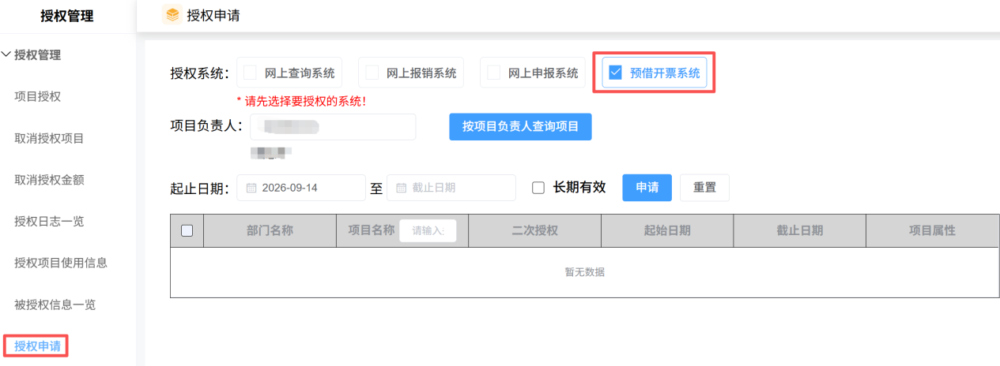 授权管理
授权申请
授权管理
项目授权
取消授权项目
取消授权金额
授权日志一览
授权项目使用信息
被授权信息一览
授权申请
授权系统： 网上查询系统 网上报销系统 网上申报系统 预借开票系统
* 请先选择要授权的系统！
项目负责人： 按项目负责人查询项目
起止日期： 2026-09-14 至 截止日期 长期有效 申请 重置
部门名称 项目名称 请输入 二次授权 起始日期 截止日期 项目属性
暂无数据